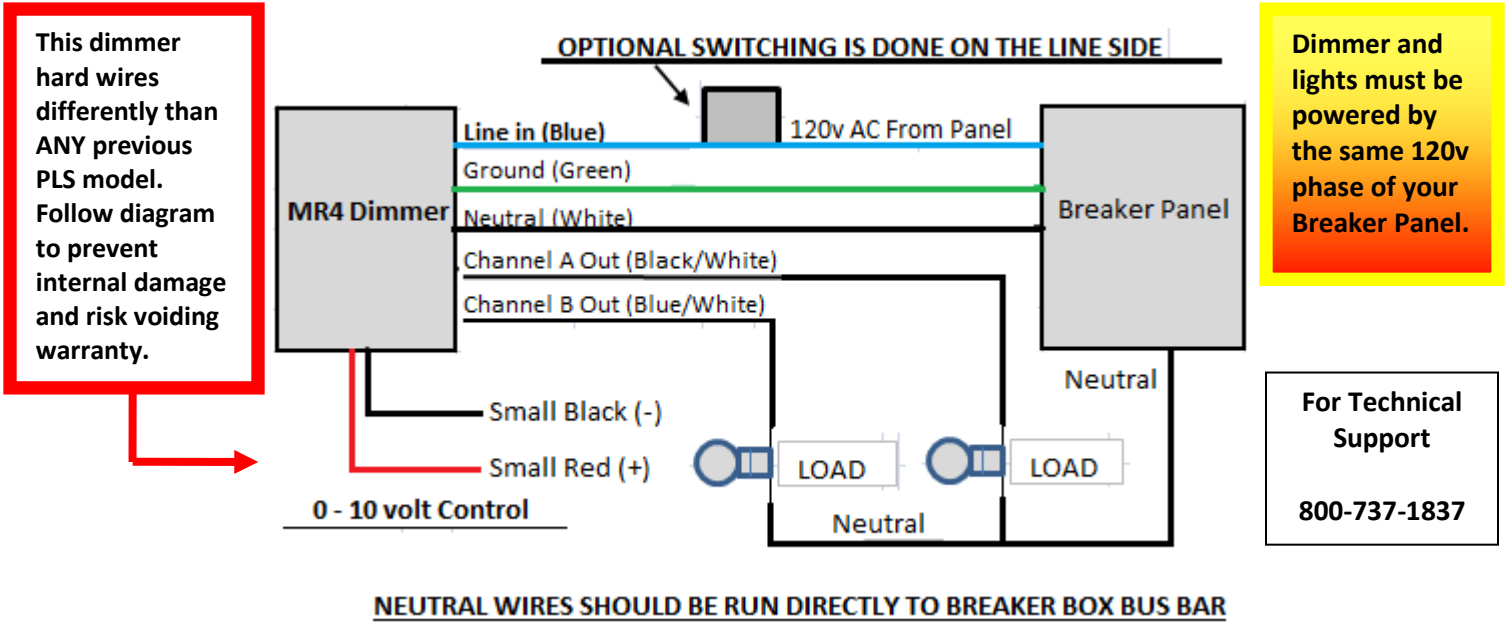 This dimmer
hard wires
differently than
ANY previous
PLS model.
Follow diagram
to prevent
internal damage
and risk voiding
warranty.
OPTIONAL SWITCHING IS DONE ON THE LINE SIDE
Line in (Blue)
120v AC From Panel
Ground (Green)
MR4 Dimmer
Neutral (White)
Breaker Panel
Channel A Out (Black/White)
Channel B Out (Blue/White)
Neutral
Small Black (-)
Small Red (+)
LOAD
LOAD
0 - 10 volt Control
Neutral
NEUTRAL WIRES SHOULD BE RUN DIRECTLY TO BREAKER BOX BUS BAR
Dimmer and
lights must be
powered by
the same 120v
phase of your
Breaker Panel.
For Technical
Support
800-737-1837